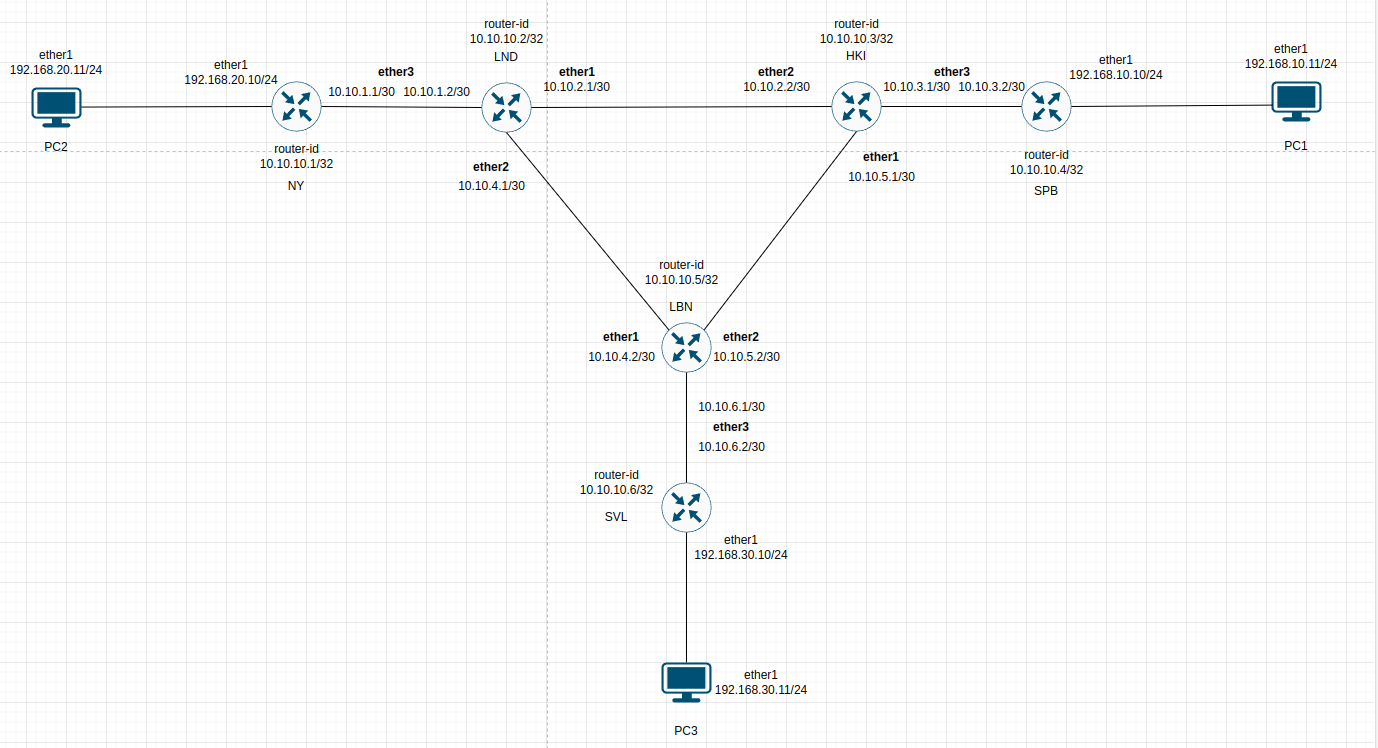 router-id
10.10.10.2/32
LND
router-id
10.10.10.3/32
HKI
ether1
192.168.20.11/24
PC2
ether1
192.168.20.10/24
router-id
10.10.10.1/32
NY
ether3
10.10.1.1/30 10.10.1.2/30
ether1
10.10.2.1/30
ether2
10.10.2.2/30
ether3
10.10.3.1/30 10.10.3.2/30
ether1
192.168.10.10/24
router-id
10.10.10.4/32
SPB
ether1
192.168.10.11/24
PC1
ether2
10.10.4.1/30
ether1
10.10.5.1/30
router-id
10.10.10.5/32
LBN
ether1
10.10.4.2/30
ether2
10.10.5.2/30
10.10.6.1/30
ether3
10.10.6.2/30
router-id
10.10.10.6/32
SVL
ether1
192.168.30.10/24
ether1
192.168.30.11/24
PC3